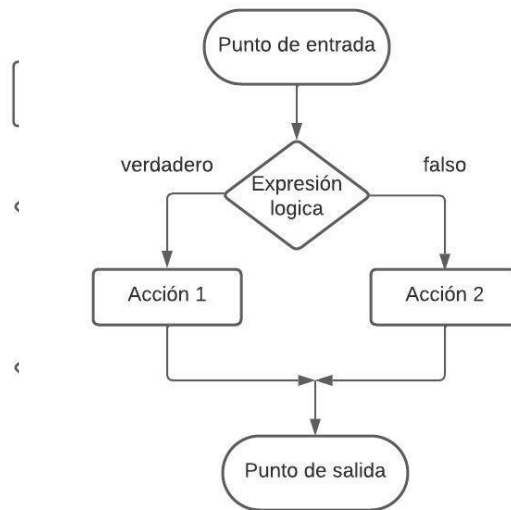 Punto de entrada
verdadero
falso
Expresión
logica
Acción 1
Acción 2
Punto de salida